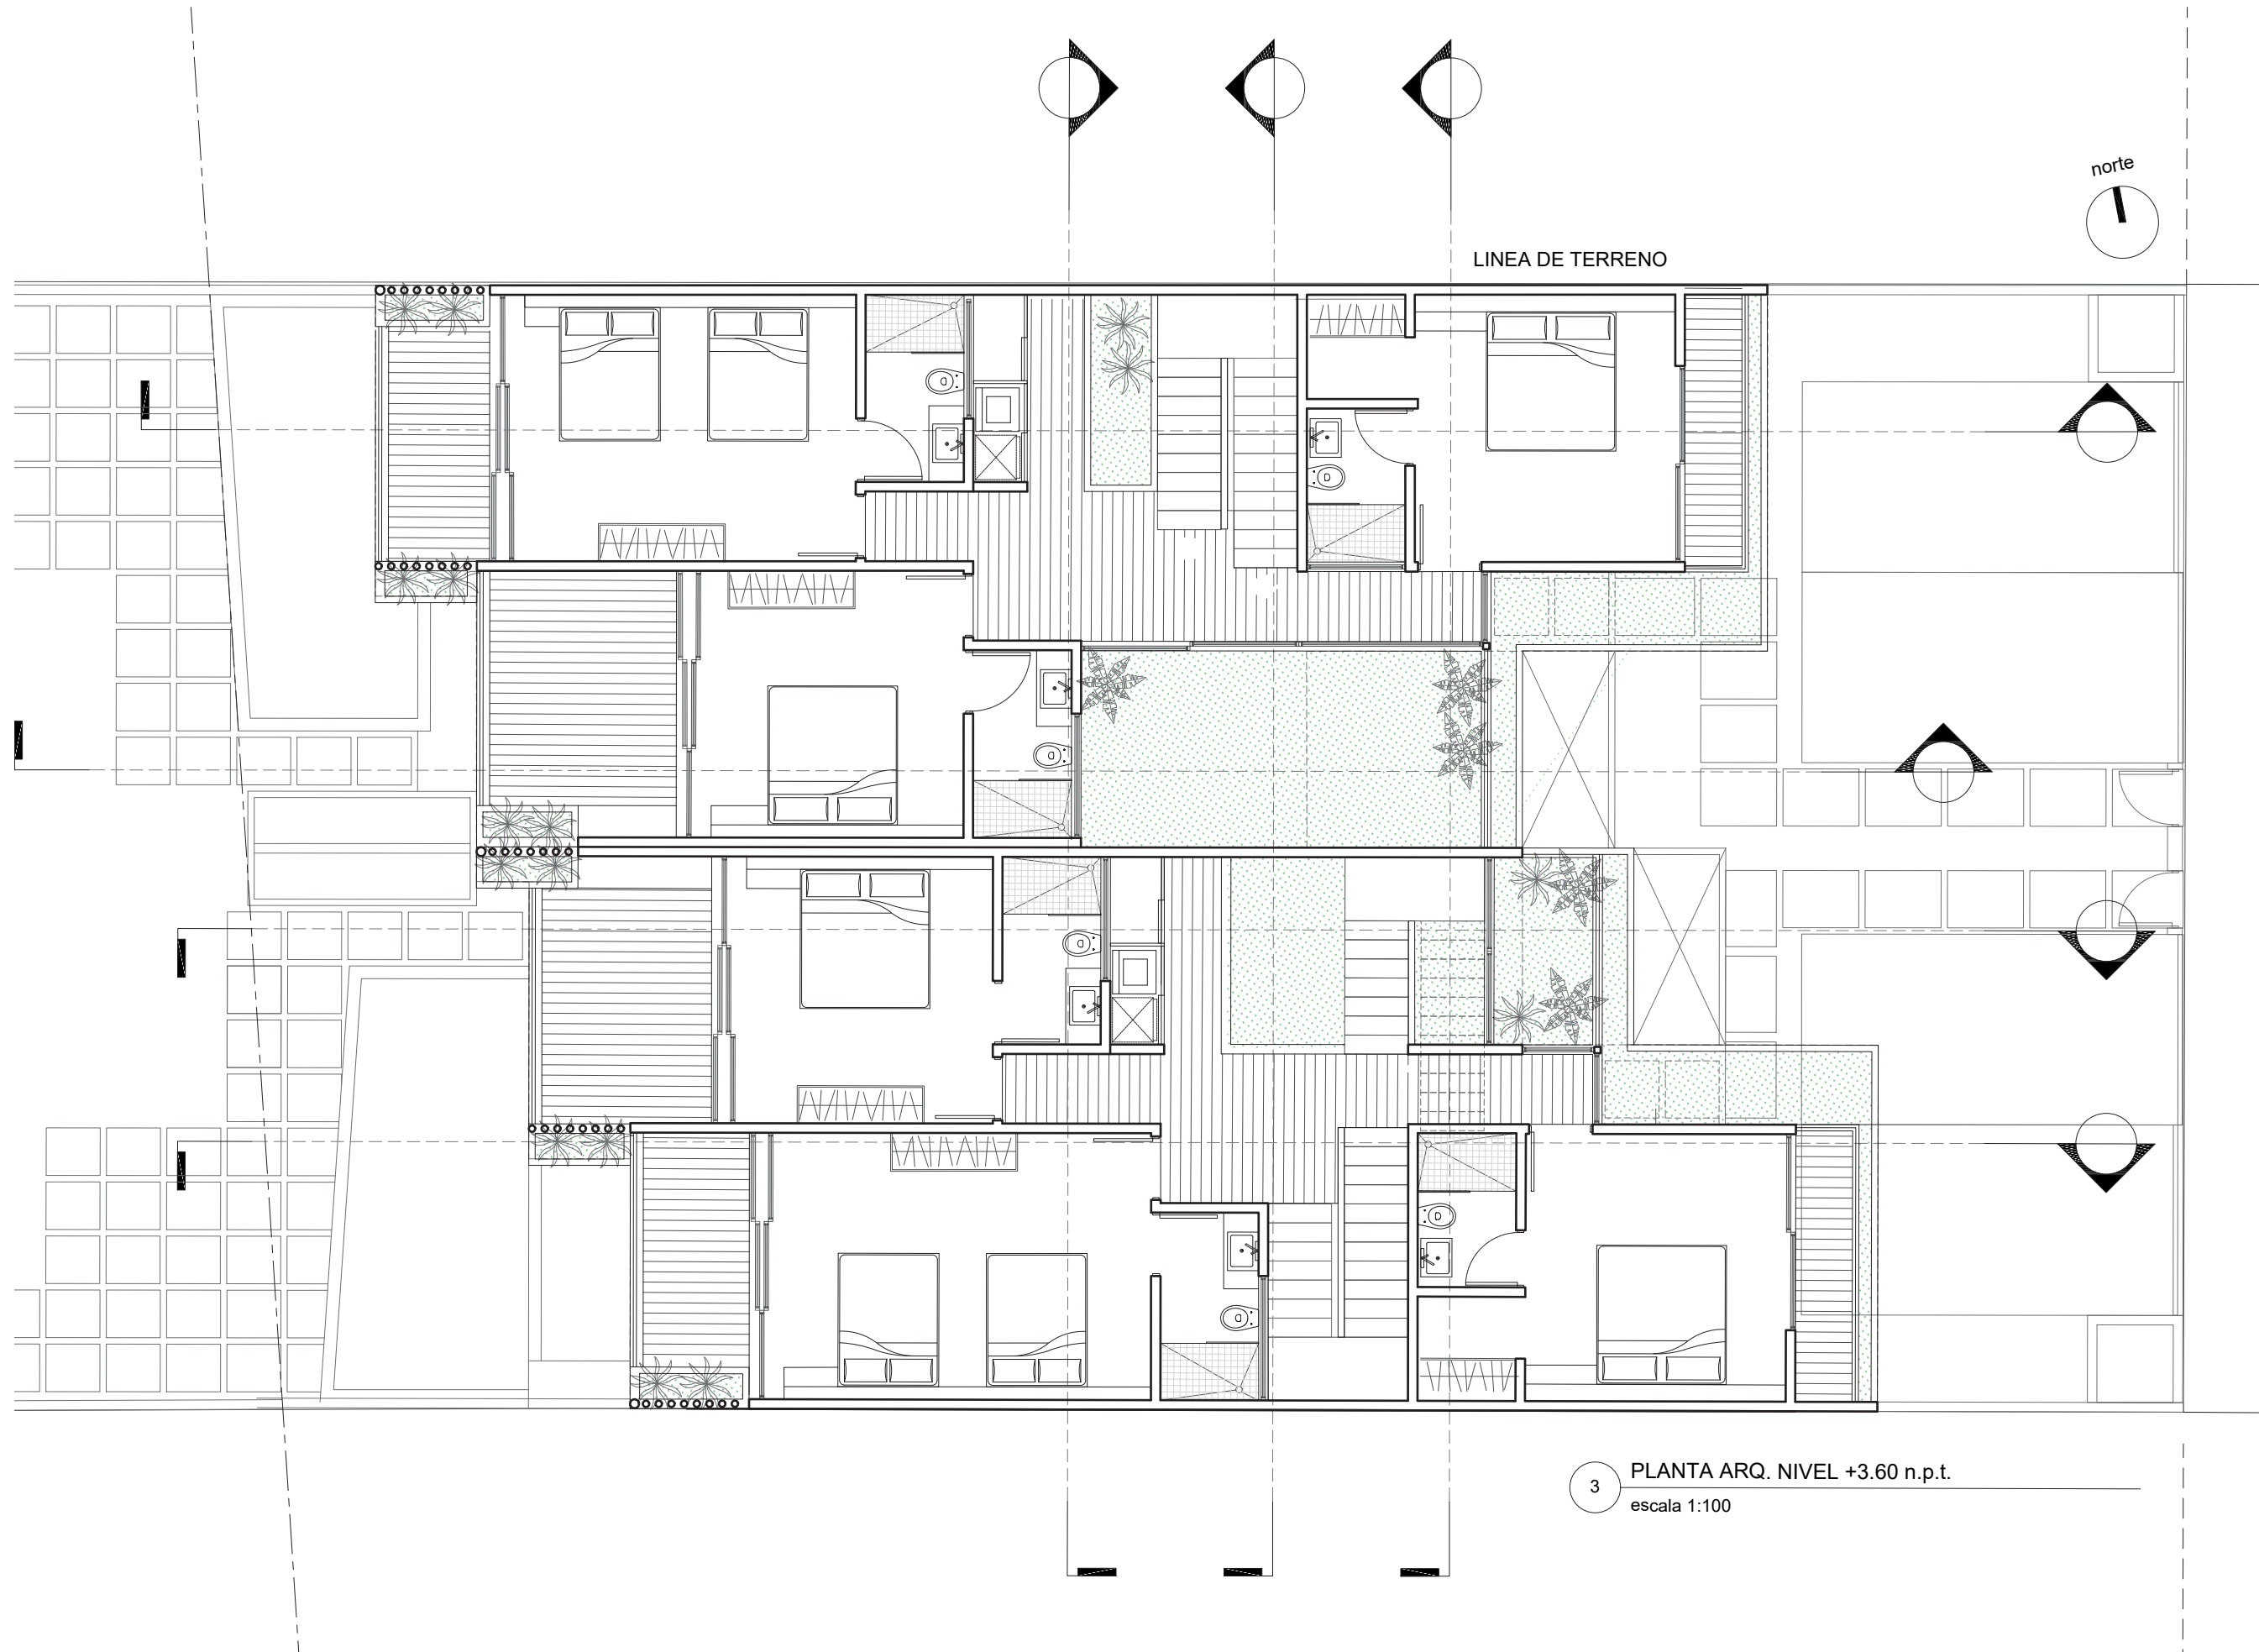 norte
LINEA DE TERRENO
3
PLANTA ARQ. NIVEL +3.60 n.p.t.
escala 1:100